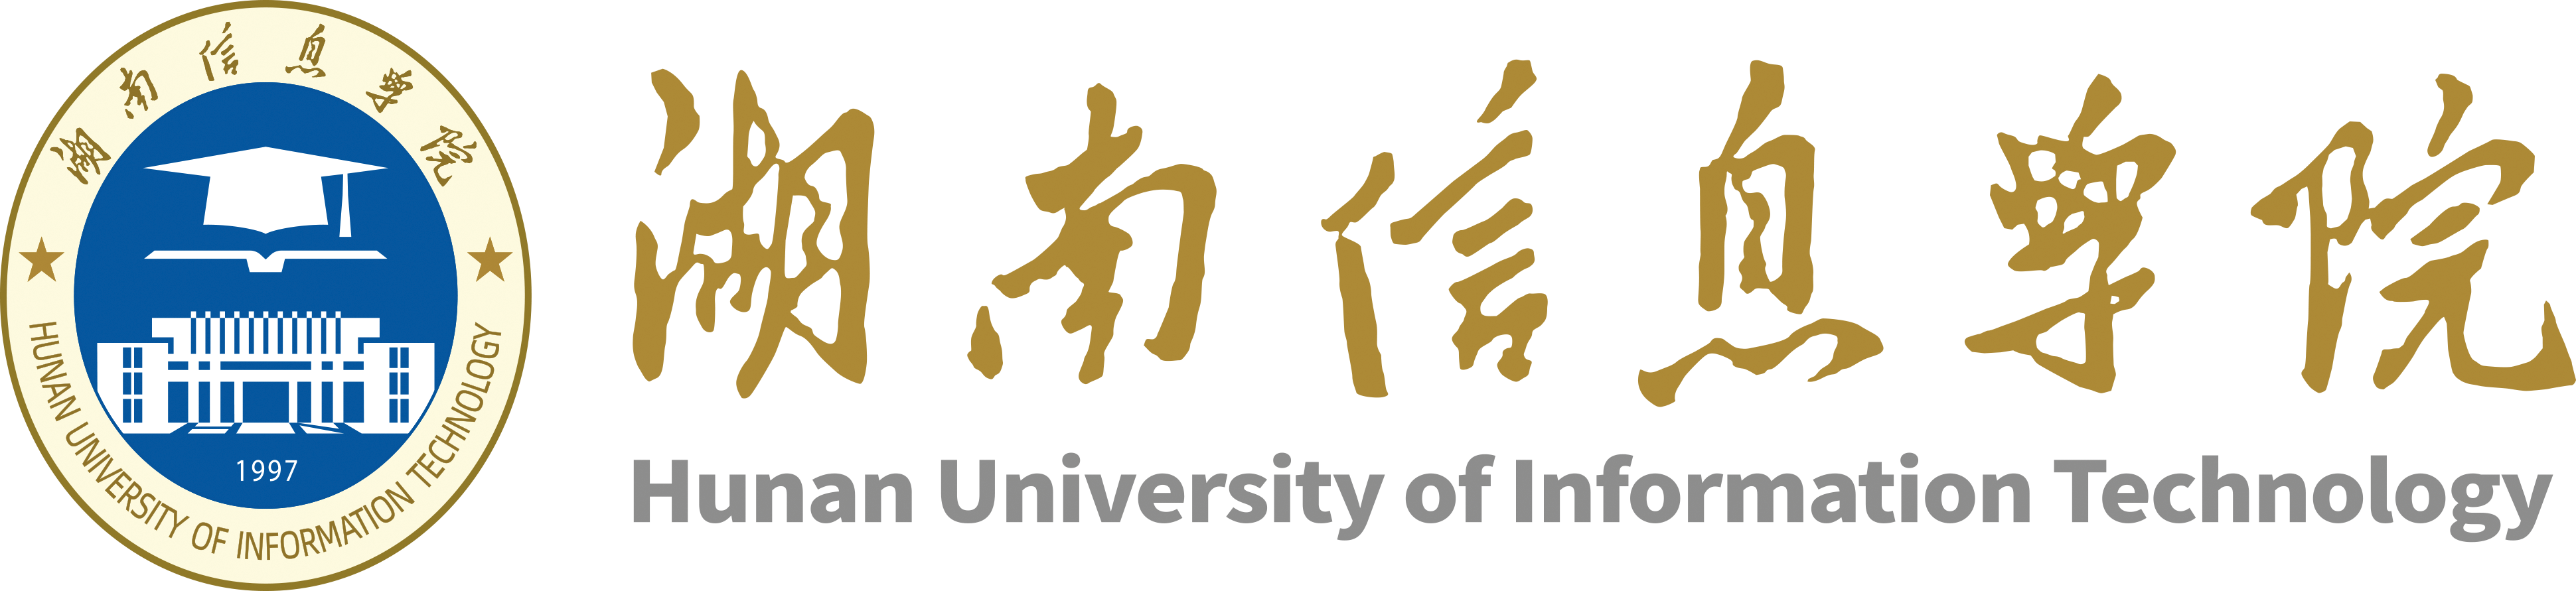 湖南信息学院
1997
HUNAN UNIVERSITY OF INFORMATION TECHNOLOGY
湖南信息学院
Hunan University of Information Technology